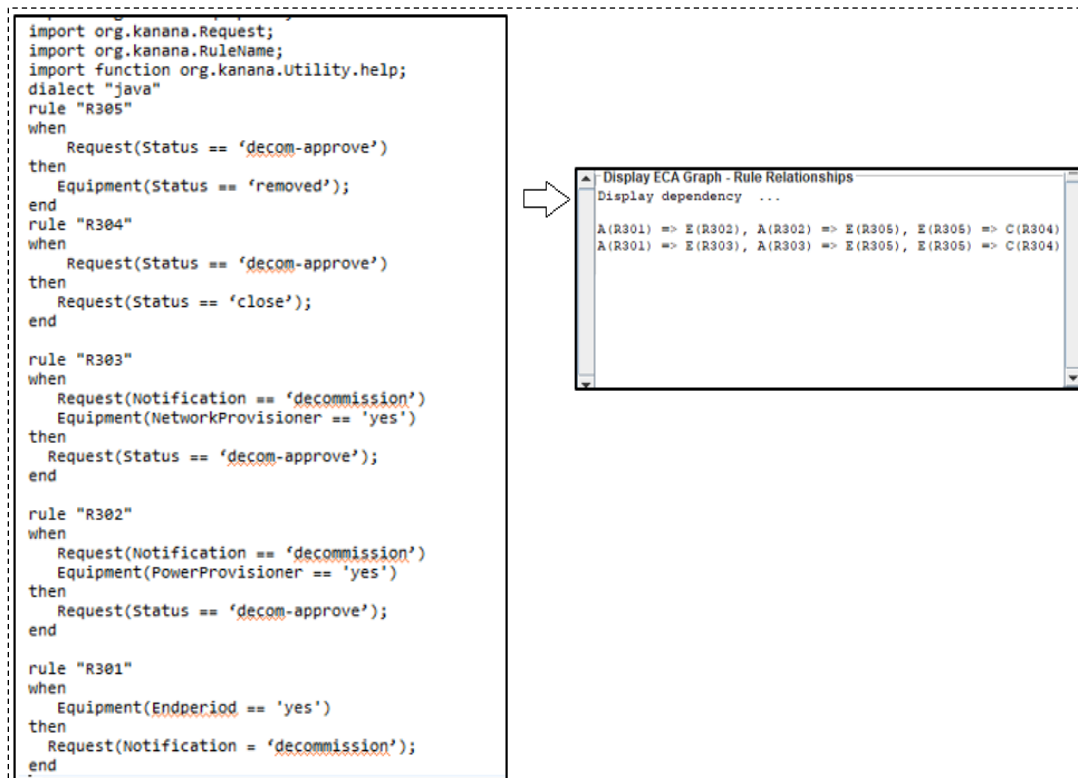 import org.kanana.Request;
import org.kanana.RuleName;
import function org.kanana.Utility.help;
dialect "java"
rule "R305"
when
Request(Status == ‘decom-approve’)
then
Equipment(Status == ‘removed’);
end
rule "R304"
when
Request(Status == ‘decom-approve’)
then
Request(Status == ‘close’);
end
rule "R303"
when
Request(Notification == ‘decommission’)
Equipment(NetworkProvisioner == 'yes')
then
Request(Status == ‘decom-approve’);
end
rule "R302"
when
Request(Notification == ‘decommission’)
Equipment(PowerProvisioner == 'yes')
then
Request(Status == ‘decom-approve’);
end
rule "R301"
when
Equipment(Endperiod == 'yes')
then
Request(Notification = ‘decommission’);
end
Display ECA Graph - Rule Relationships
Display dependency ...
A(R301) => E(R302), A(R302) => E(R305), E(R305) => C(R304)
A(R301) => E(R303), A(R303) => E(R305), E(R305) => C(R304)